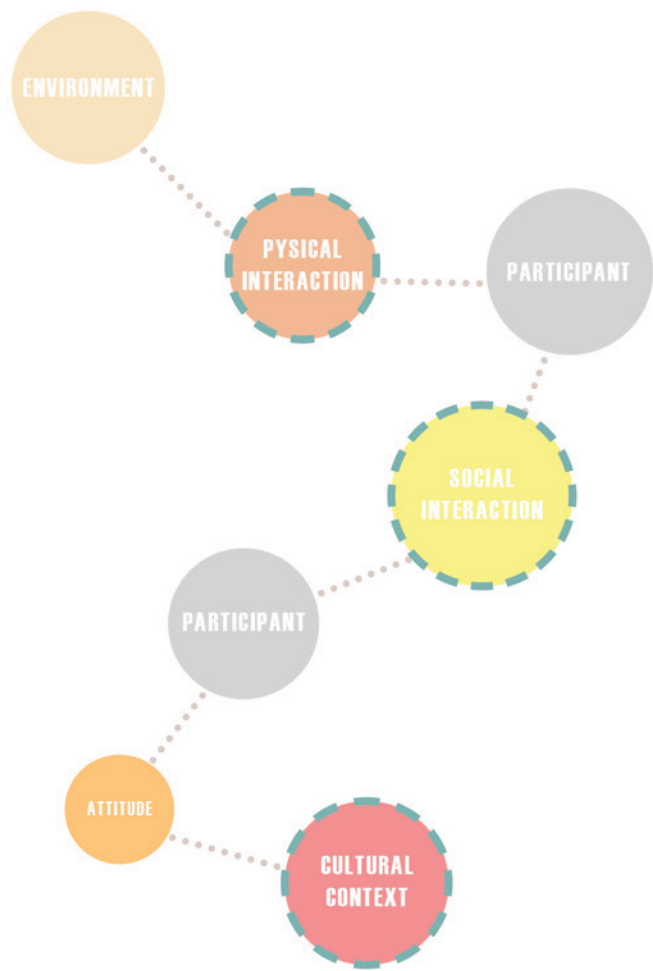 ENVIRONMENT
PYSICAL
INTERACTION
PARTICIPANT
SOCIAL
INTERACTION
PARTICIPANT
ATTITUDE
CULTURAL
CONTEXT